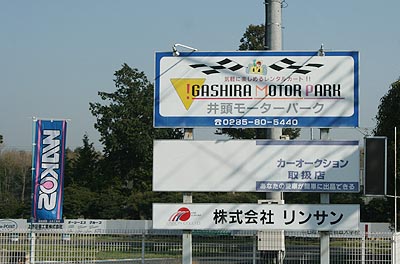 気軽に楽しめるレンタルカート!!
!GASHIRA MOTOR PARK
井頭モーターパーク
☎0285-80-5440
カーオークション
取扱店
あなたの愛車が簡単に出品できる
株式会社 リンサン
WAKO'S